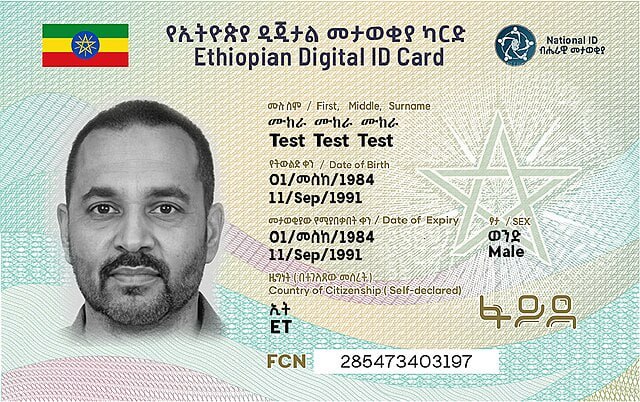 የኢትዮጵያ ዲጂታል መታወቂያ ካርድ
Ethiopian Digital ID Card
National ID
ብሔራዊ መታወቂያ
ሙሉ ስም / First, Middle, Surname
ሙከራ ሙከራ ሙከራ
Test Test Test
የትውልድ ቀን / Date of Birth
01/መስከ/1984
11/Sep/1991
መታወቂያው የሚያበቃበት ቀን / Date of Expiry
01/መስከ/1984
11/Sep/1991
ፆታ / SEX
ወንድ
Male
ዜግነት ( በተገለጸው መሰረት )
Country of Citizenship ( Self-declared)
ኢት
ET
ፋይዳ
FCN 285473403197